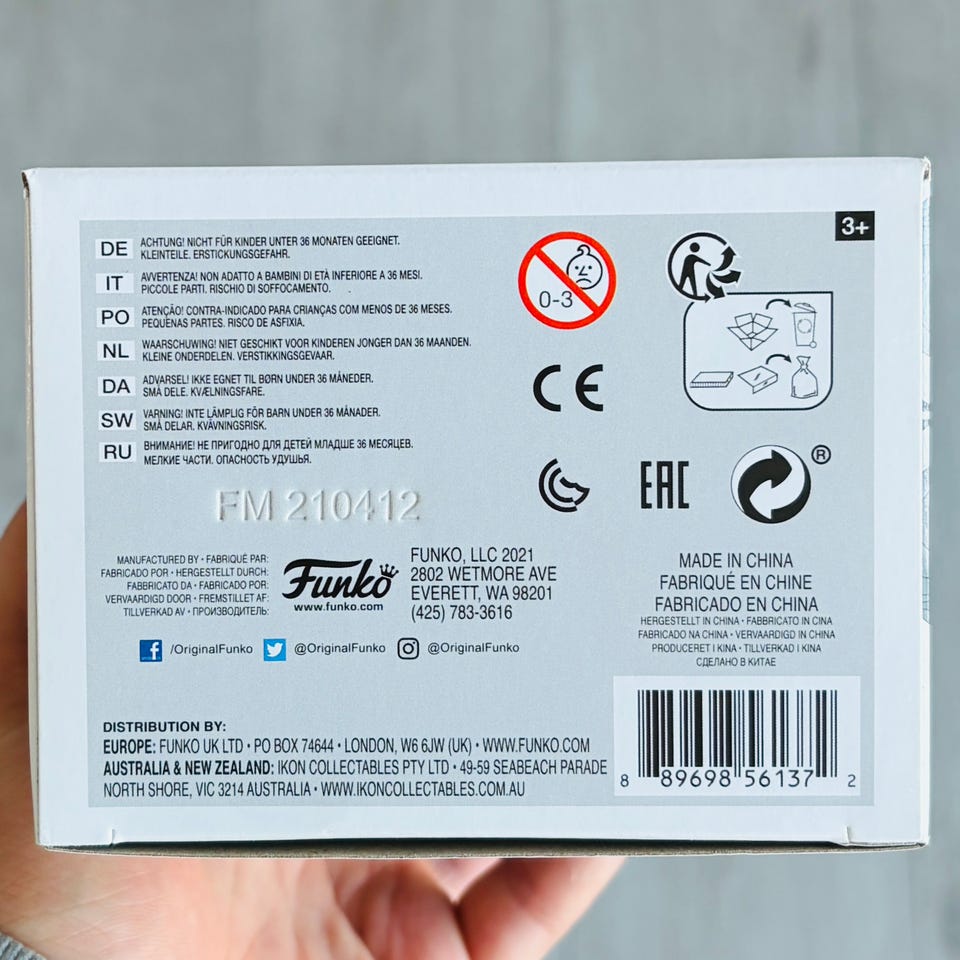 3+
DE ACHTUNG! NICHT FÜR KINDER UNTER 36 MONATEN GEEIGNET.
KLEINTEILE. ERSTICKUNGSGEFAHR.
IT AVVERTENZA! NON ADATTO A BAMBINI DI ETÀ INFERIORE A 36 MESI.
PICCOLE PARTI. RISCHIO DI SOFFOCAMENTO.
PO ATENÇÃO! CONTRA-INDICADO PARA CRIANÇAS COM MENOS DE 36 MESES.
PEQUENAS PARTES. RISCO DE ASFIXIA.
NL WAARSCHUWING! NIET GESCHIKT VOOR KINDEREN JONGER DAN 36 MAANDEN.
KLEINE ONDERDELEN. VERSTIKKINGSGEVAAR.
DA ADVARSEL! IKKE EGNET TIL BØRN UNDER 36 MÅNEDER.
SMÅ DELE. KVÆLNINGSFARE.
SW VARNING! INTE LÄMPLIG FÖR BARN UNDER 36 MÅNADER.
SMÅ DELAR. KVÄVNINGSRISK.
RU ВНИМАНИЕ! НЕ ПРИГОДНО ДЛЯ ДЕТЕЙ МЛАДШЕ 36 МЕСЯЦЕВ.
МЕЛКИЕ ЧАСТИ. ОПАСНОСТЬ УДУШЬЯ.
0-3
CE
EAC
®
FM 210412
MANUFACTURED BY • FABRIQUÉ PAR:
FABRICADO POR • HERGESTELLT DURCH:
FABBRICATO DA • FABRICADO POR:
VERVAARDIGD DOOR • FREMSTILLET AF:
TILLVERKAD AV • ПРОИЗВОДИТЕЛЬ:
Funko
www.funko.com
FUNKO, LLC 2021
2802 WETMORE AVE
EVERETT, WA 98201
(425) 783-3616
/OriginalFunko @OriginalFunko @OriginalFunko
MADE IN CHINA
FABRIQUÉ EN CHINE
FABRICADO EN CHINA
HERGESTELLT IN CHINA • FABBRICATO IN CINA
FABRICADO NA CHINA • VERVAARDIGD IN CHINA
PRODUCERET I KINA • TILLVERKAD I KINA
СДЕЛАНО В КИТАЕ
DISTRIBUTION BY:
EUROPE: FUNKO UK LTD • PO BOX 74644 • LONDON, W6 6JW (UK) • WWW.FUNKO.COM
AUSTRALIA & NEW ZEALAND: IKON COLLECTABLES PTY LTD • 49-59 SEABEACH PARADE
NORTH SHORE, VIC 3214 AUSTRALIA • WWW.IKONCOLLECTABLES.COM.AU
8 89698 56137 2